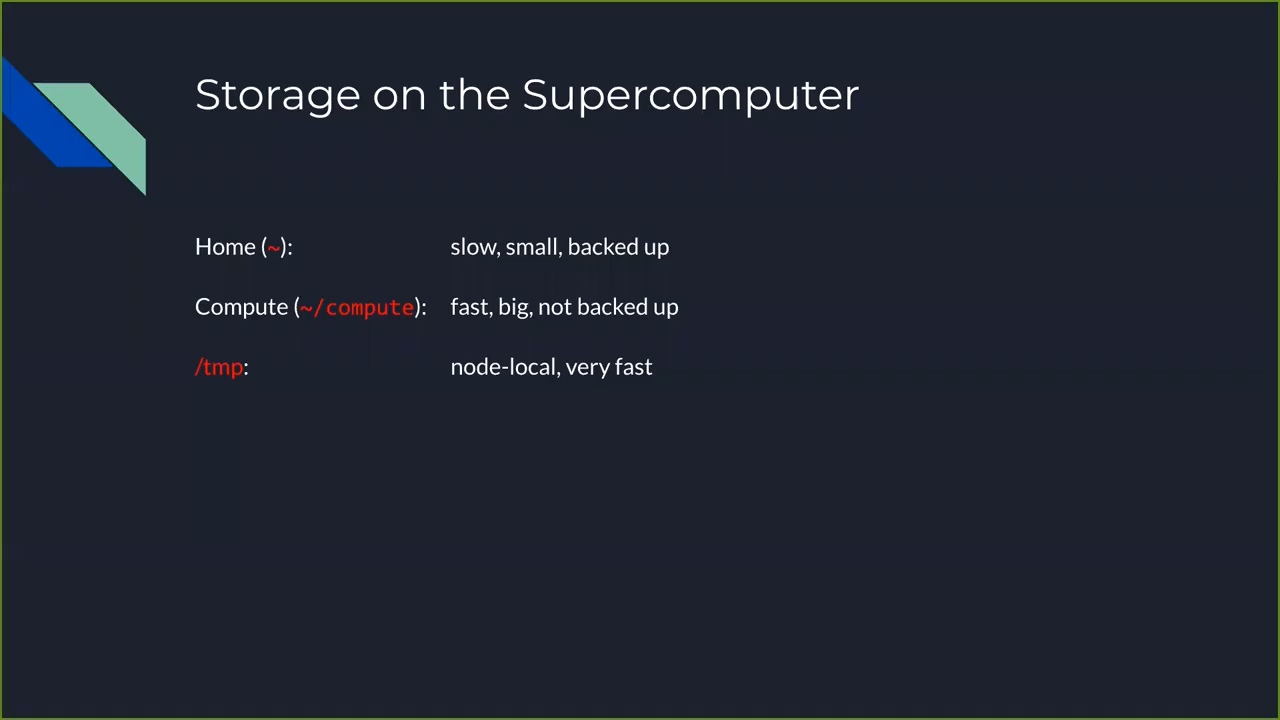 Storage on the Supercomputer
Home (~): slow, small, backed up
Compute (~/compute): fast, big, not backed up
/tmp: node-local, very fast